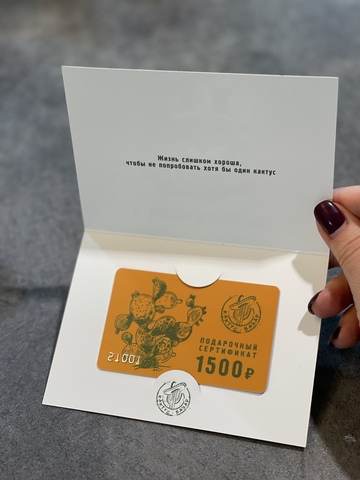 Жизнь слишком хороша,
чтобы не попробовать хотя бы один кактус
ПОДАРОЧНЫЙ
СЕРТИФИКАТ
1500₽